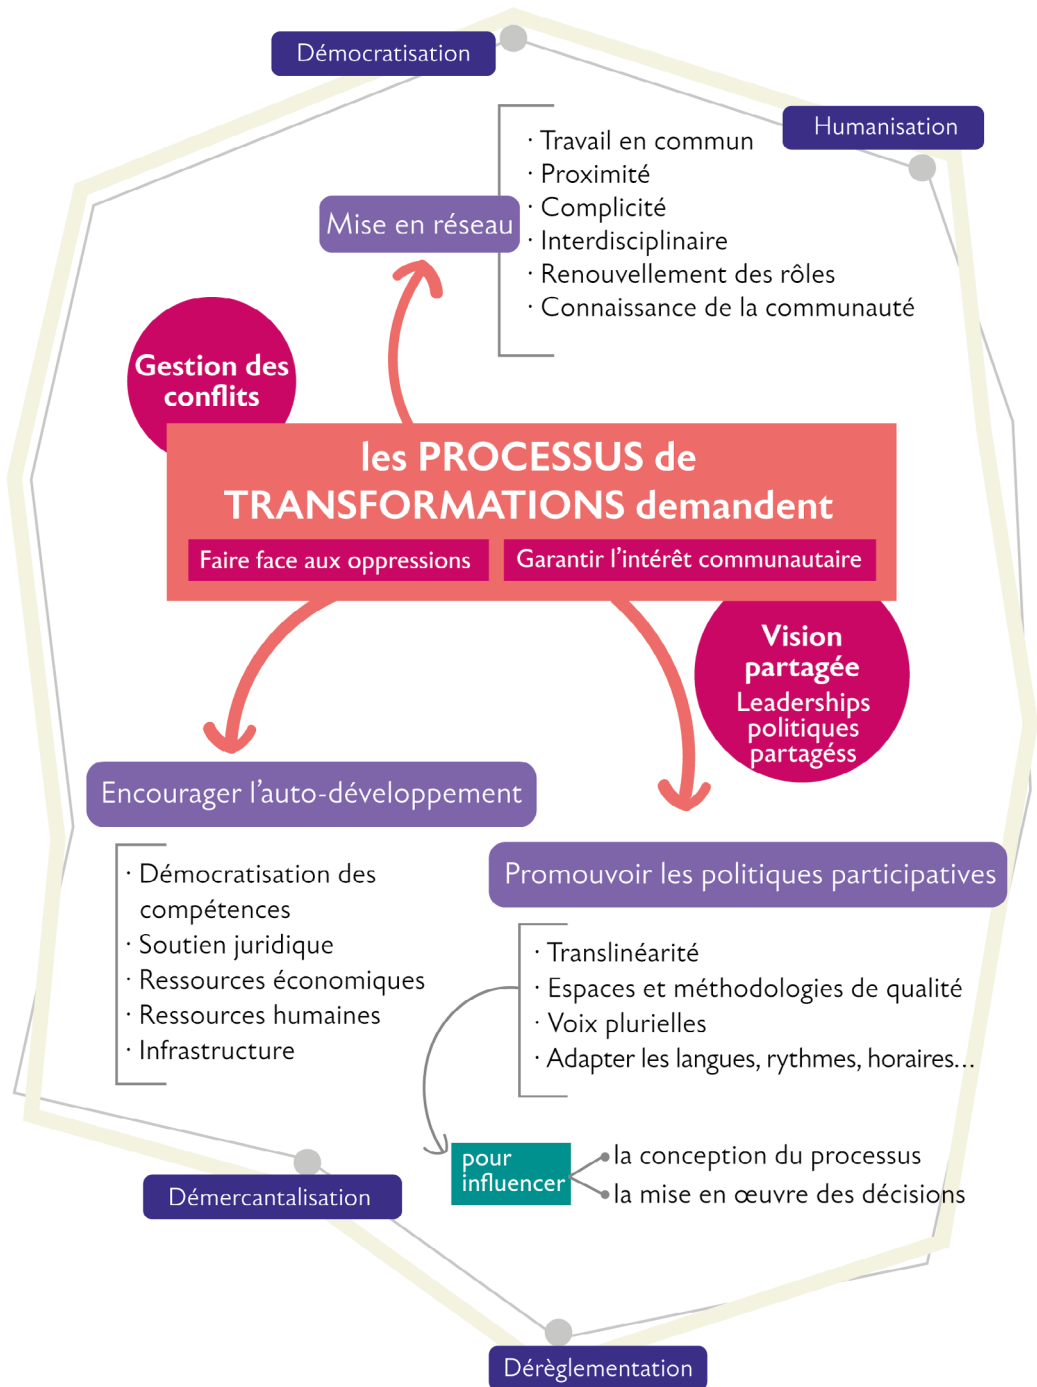 Démocratisation
Humanisation
Mise en réseau
· Travail en commun
· Proximité
· Complicité
· Interdisciplinaire
· Renouvellement des rôles
· Connaissance de la communauté
Gestion des
conflits
les PROCESSUS de
TRANSFORMATIONS demandent
Faire face aux oppressions
Garantir l’intérêt communautaire
Vision
partagée
Leaderships
politiques
partagéss
Encourager l’auto-développement
· Démocratisation des
compétences
· Soutien juridique
· Ressources économiques
· Ressources humaines
· Infrastructure
Promouvoir les politiques participatives
· Translinéarité
· Espaces et méthodologies de qualité
· Voix plurielles
· Adapter les langues, rythmes, horaires...
pour
influencer
la conception du processus
la mise en œuvre des décisions
Démercantalisation
Dérèglementation